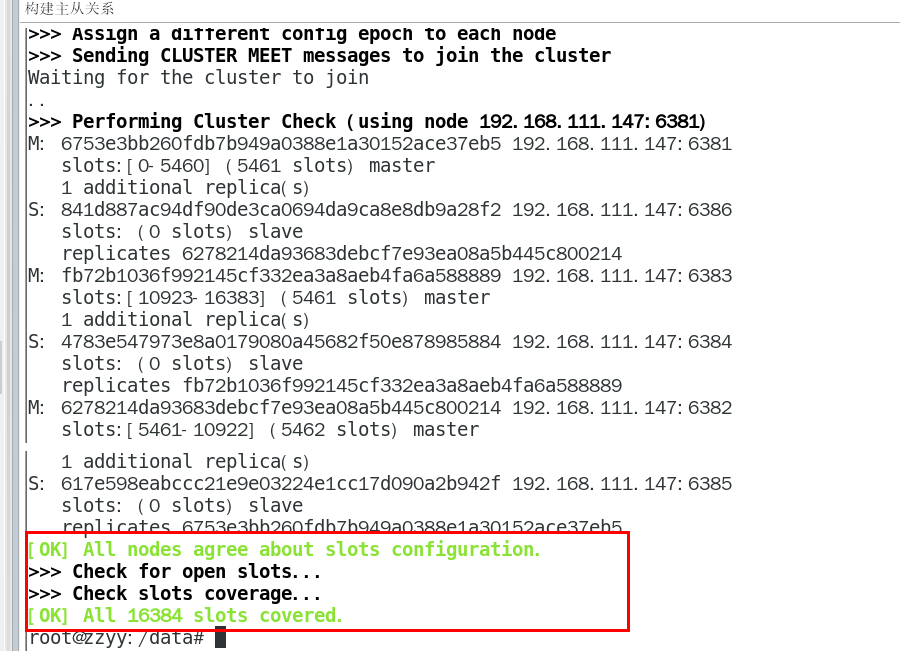 构建主从关系
>>> Assign a different config epoch to each node
>>> Sending CLUSTER MEET messages to join the cluster
Waiting for the cluster to join
..
>>> Performing Cluster Check (using node 192.168.111.147:6381)
M: 6753e3bb260fdb7b949a0388e1a30152ace37eb5 192.168.111.147:6381
slots:[0-5460] (5461 slots) master
1 additional replica(s)
S: 841d887ac94df90de3ca0694da9ca8e8db9a28f2 192.168.111.147:6386
slots: (0 slots) slave
replicates 6278214da93683debcf7e93ea08a5b445c800214
M: fb72b1036f992145cf332ea3a8aeb4fa6a588889 192.168.111.147:6383
slots:[10923-16383] (5461 slots) master
1 additional replica(s)
S: 4783e547973e8a0179080a45682f50e878985884 192.168.111.147:6384
slots: (0 slots) slave
replicates fb72b1036f992145cf332ea3a8aeb4fa6a588889
M: 6278214da93683debcf7e93ea08a5b445c800214 192.168.111.147:6382
slots:[5461-10922] (5462 slots) master
1 additional replica(s)
S: 617e598eabccc21e9e03224e1cc17d090a2b942f 192.168.111.147:6385
slots: (0 slots) slave
replicates 6753e3bb260fdb7b949a0388e1a30152ace37eb5
[OK] All nodes agree about slots configuration.
>>> Check for open slots...
>>> Check slots coverage...
[OK] All 16384 slots covered.
root@zzyy:/data#